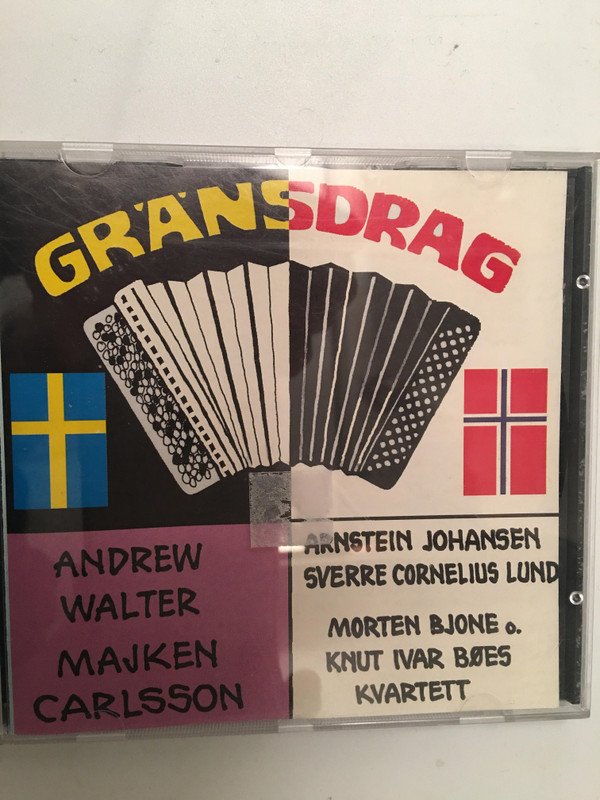 GRÄNSDRAG
ANDREW
WALTER
MAJKEN
CARLSSON
ARNSTEIN JOHANSEN
SVERRE CORNELIUS LUND
MORTEN BJONE o.
KNUT IVAR BØES
KVARTETT